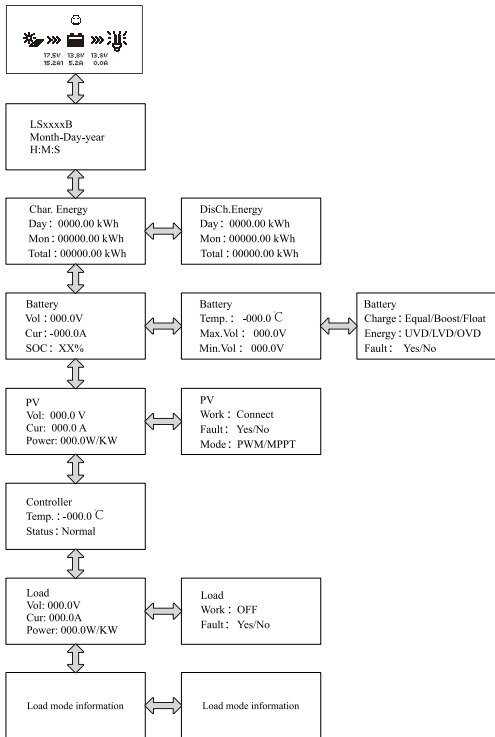 17.5V 13.8V 13.8V
15.2A1 5.2A 0.0A
LSxxxxB
Month-Day-year
H:M:S
Char. Energy
Day： 0000.00 kWh
Mon：00000.00 kWh
Total：00000.00 kWh
DisCh.Energy
Day： 0000.00 kWh
Mon：00000.00 kWh
Total：00000.00 kWh
Battery
Vol：000.0V
Cur：-000.0A
SOC：XX%
Battery
Temp.： -000.0℃
Max.Vol： 000.0V
Min.Vol： 000.0V
Battery
Charge：Equal/Boost/Float
Energy：UVD/LVD/OVD
Fault： Yes/No
PV
Vol: 000.0 V
Cur: 000.0 A
Power: 000.0W/KW
PV
Work： Connect
Fault： Yes/No
Mode： PWM/MPPT
Controller
Temp.：-000.0℃
Status：Normal
Load
Vol: 000.0V
Cur: 000.0A
Power: 000.0W/KW
Load
Work： OFF
Fault： Yes/No
Load mode information
Load mode information